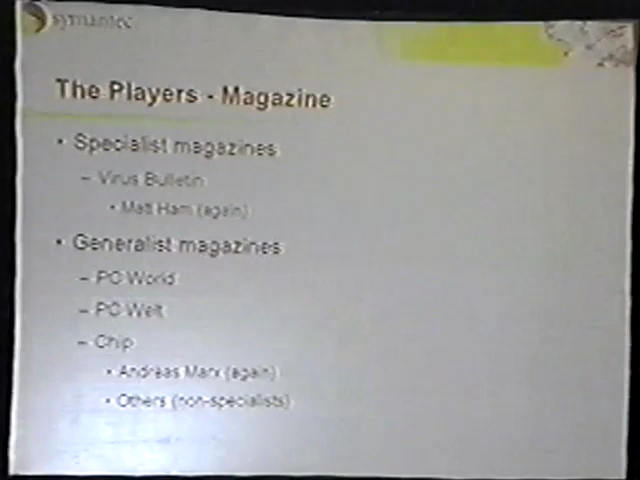 symantec
The Players - Magazine
• Specialist magazines
– Virus Bulletin
• Matt Ham (again)
• Generalist magazines
– PC World
– PC Welt
– Chip
• Andreas Marx (again)
• Others (non-specialists)